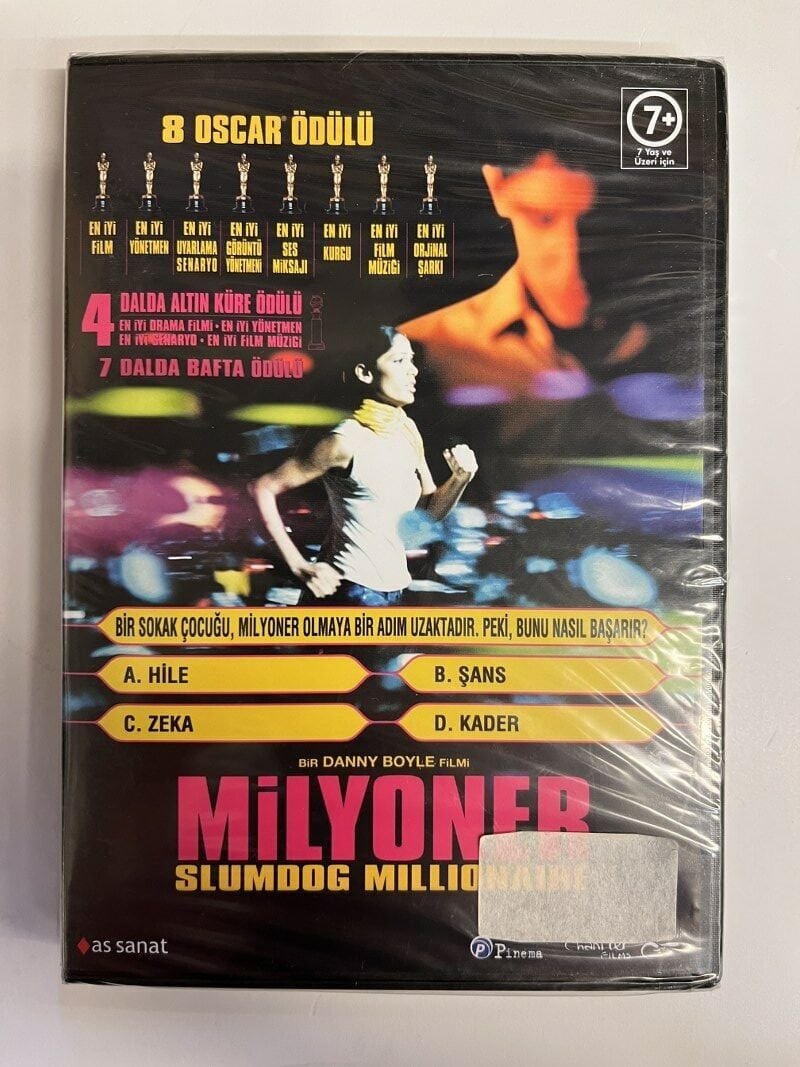 8 OSCAR® ÖDÜLÜ
7+
7 Yaş ve
Üzeri için
EN İYİ
FİLM
EN İYİ
YÖNETMEN
EN İYİ
UYARLAMA
SENARYO
EN İYİ
GÖRÜNTÜ
YÖNETMENİ
EN İYİ
SES
MİKSAJI
EN İYİ
KURGU
EN İYİ
FİLM
MÜZİĞİ
EN İYİ
ORJİNAL
ŞARKI
4 DALDA ALTIN KÜRE ÖDÜLÜ
EN İYİ DRAMA FİLMİ • EN İYİ YÖNETMEN
EN İYİ SENARYO • EN İYİ FİLM MÜZİĞİ
7 DALDA BAFTA ÖDÜLÜ
BİR SOKAK ÇOCUĞU, MİLYONER OLMAYA BİR ADIM UZAKTADIR. PEKİ, BUNU NASIL BAŞARIR?
A. HİLE
B. ŞANS
C. ZEKA
D. KADER
BİR DANNY BOYLE FİLMİ
MİLYONER
SLUMDOG MILLIONAIRE
as sanat
P Pinema
FILMS